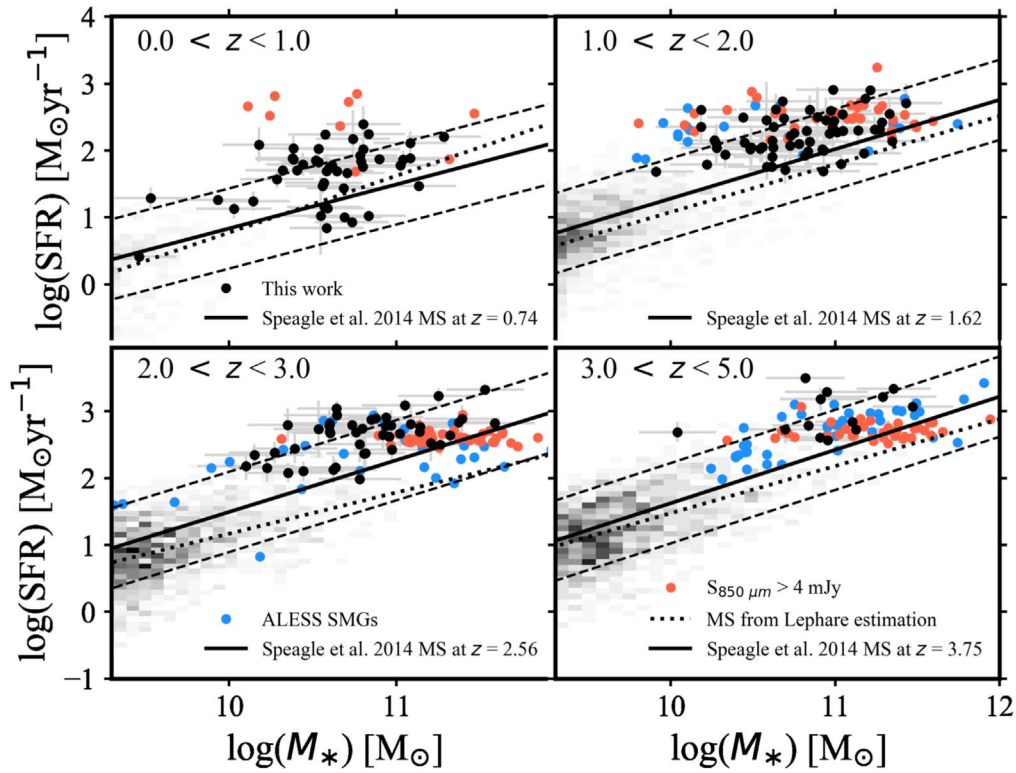 4
3
2
1
0
log(SFR) [M⊙yr⁻¹]
0.0 < z < 1.0
This work
Speagle et al. 2014 MS at z = 0.74
1.0 < z < 2.0
Speagle et al. 2014 MS at z = 1.62
3
2
1
0
−1
log(SFR) [M⊙yr⁻¹]
2.0 < z < 3.0
ALESS SMGs
Speagle et al. 2014 MS at z = 2.56
3.0 < z < 5.0
S850 μm > 4 mJy
MS from Lephare estimation
Speagle et al. 2014 MS at z = 3.75
10 11 10 11 12
log(M*) [M⊙] log(M*) [M⊙]